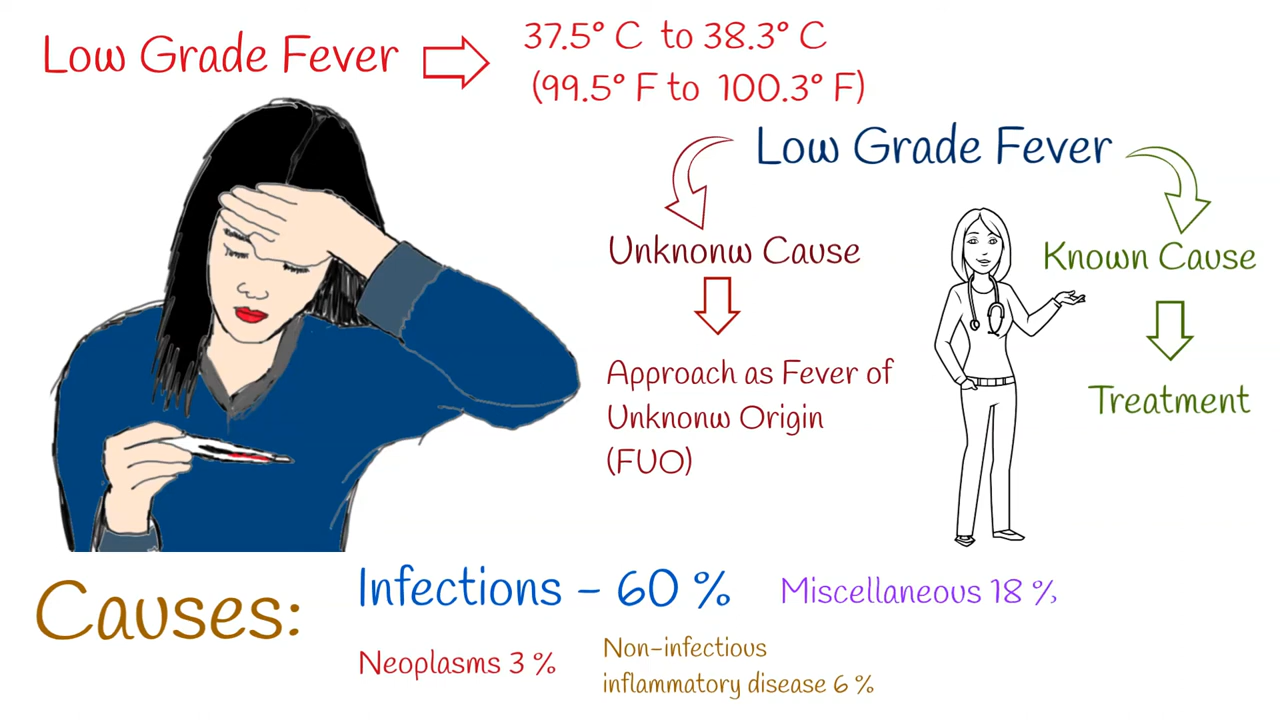 Low Grade Fever
37.5° C to 38.3° C
(99.5° F to 100.3° F)
Low Grade Fever
Unknonw Cause
Approach as Fever of
Unknonw Origin
(FUO)
Known Cause
Treatment
Causes:
Infections - 60 %
Miscellaneous 18 %
Neoplasms 3 %
Non-infectious
inflammatory disease 6 %